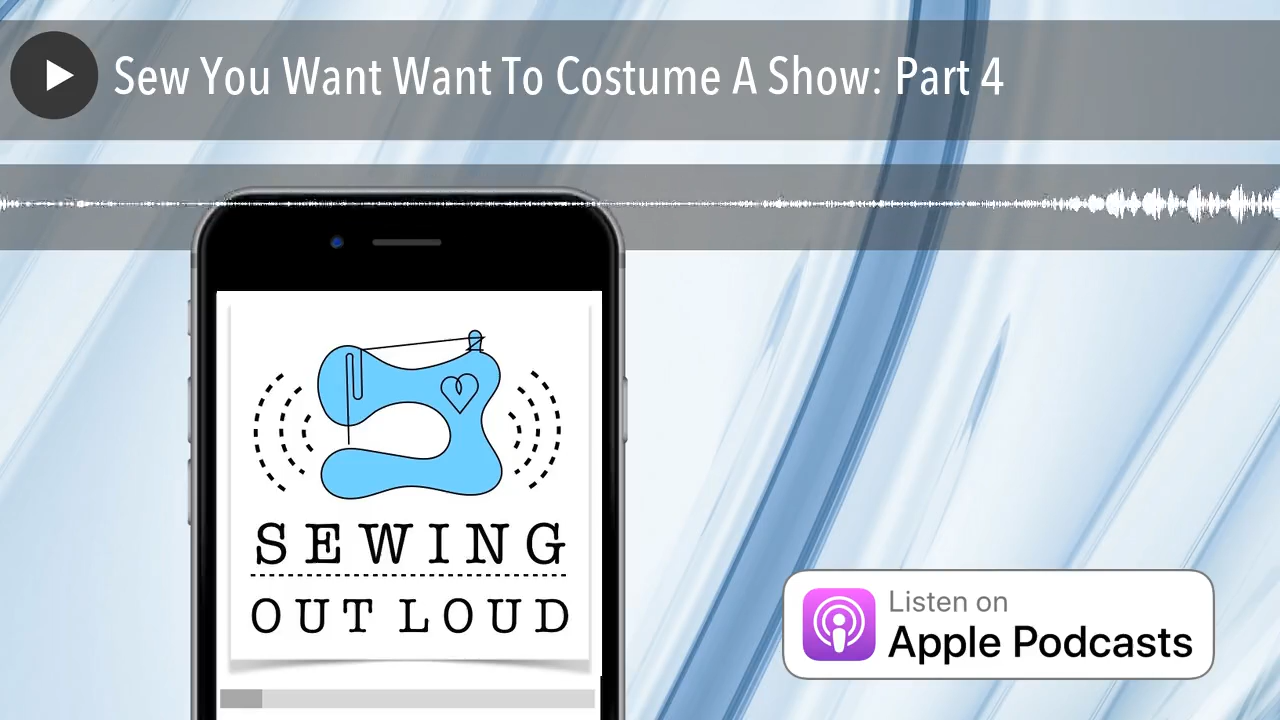 Sew You Want Want To Costume A Show: Part 4
SEWING
OUT LOUD
Listen on
Apple Podcasts